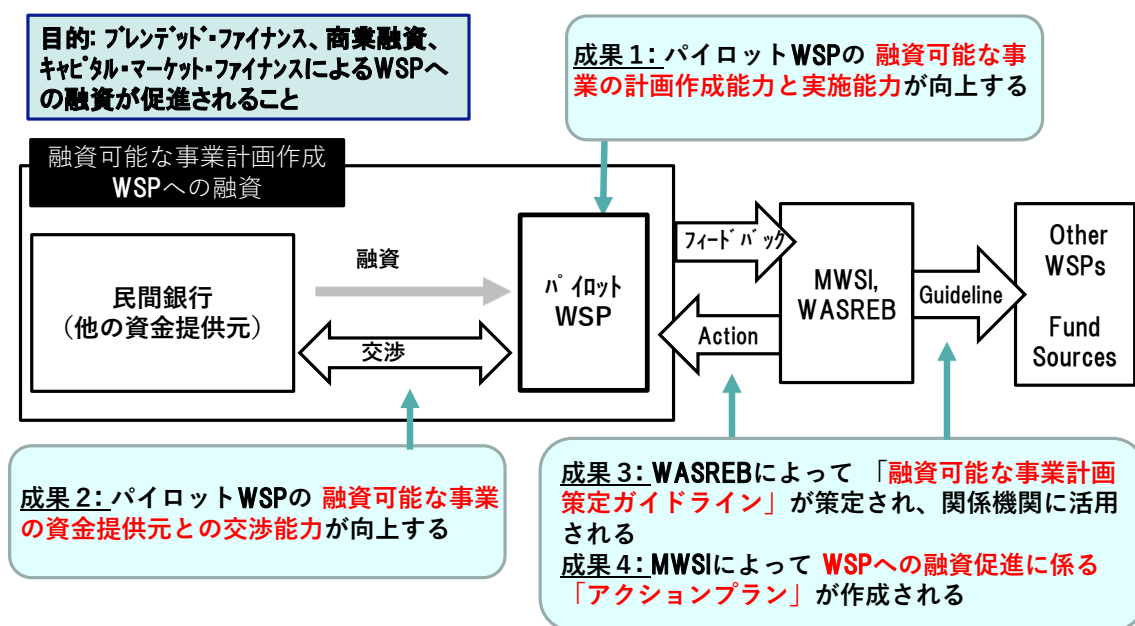 目的: ﾌﾞﾚﾝﾃﾞｯﾄﾞ・ﾌｧｲﾅﾝｽ、商業融資、
ｷｬﾋﾟﾀﾙ・ﾏｰｹｯﾄ・ﾌｧｲﾅﾝｽによるWSPへ
の融資が促進されること
成果1: パイロットWSPの 融資可能な事
業の計画作成能力と実施能力が向上する
融資可能な事業計画作成
WSPへの融資
民間銀行
（他の資金提供元）
融資
交渉
ﾊﾟｲﾛｯﾄ
WSP
ﾌｨｰﾄﾞﾊﾞｯｸ
Action
MWSI,
WASREB
Guideline
Other
WSPs
Fund
Sources
成果2: パイロットWSPの 融資可能な事業
の資金提供元との交渉能力が向上する
成果3: WASREBによって 「融資可能な事業計画
策定ガイドライン」が策定され、関係機関に活用
される
成果4: MWSIによって WSPへの融資促進に係る
「アクションプラン」が作成される